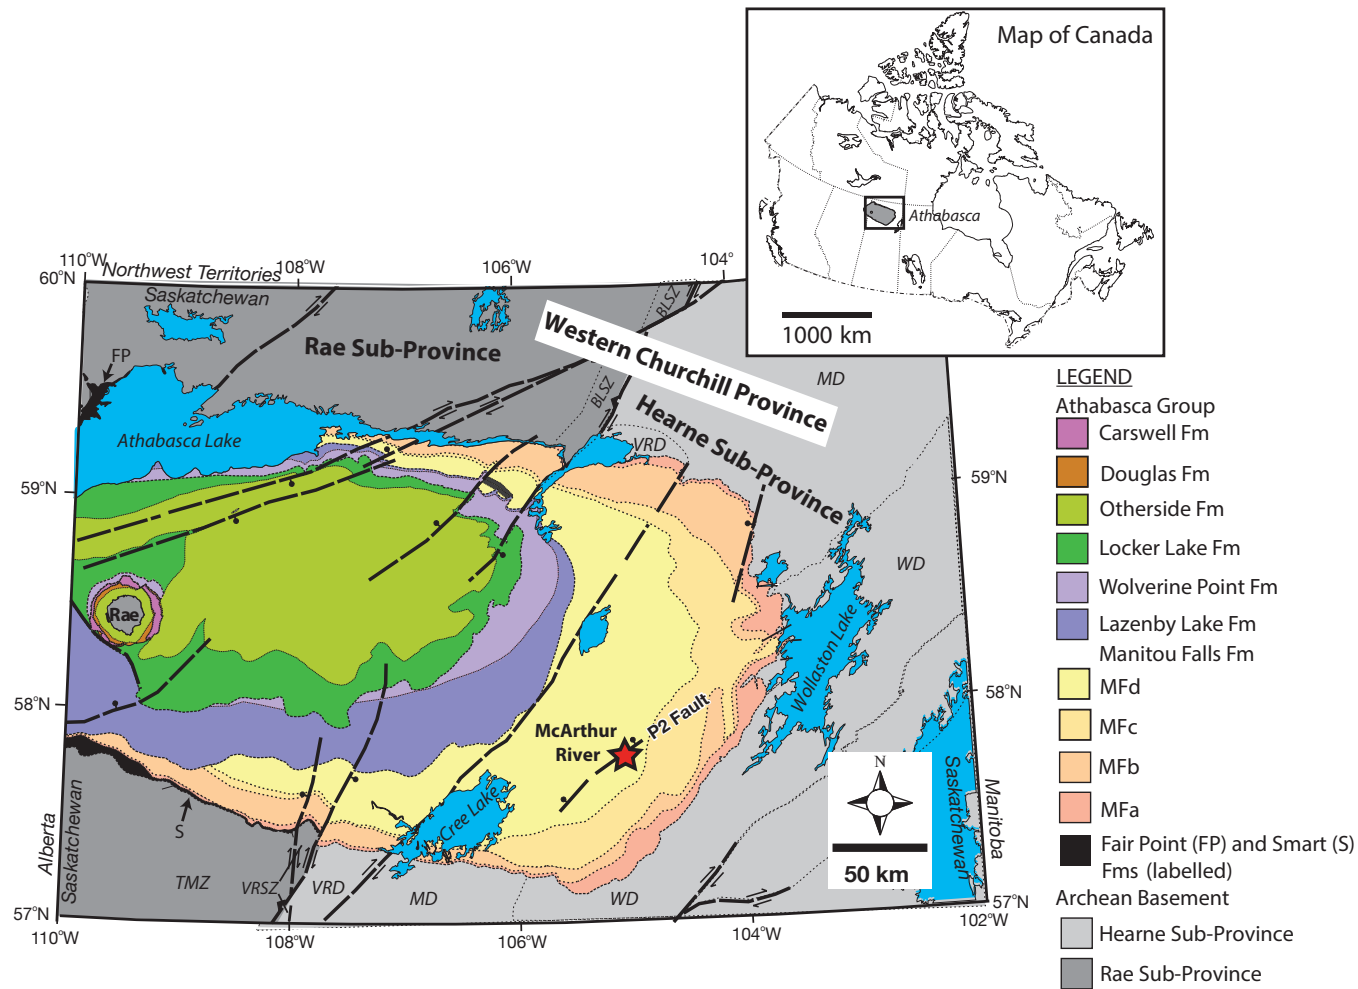 Map of Canada
Athabasca
1000 km
110°W
108°W
106°W
104°
60°N
Northwest Territories
Saskatchewan
BLSZ
FP
Rae Sub-Province
Western Churchill Province
MD
BLSZ
Hearne Sub-Province
Athabasca Lake
VRD
59°N
59°N
WD
Rae
Wollaston Lake
58°N
58°N
P2 Fault
McArthur
River
N
50 km
Cree Lake
S
Alberta
Saskatchewan
TMZ
VRSZ
VRD
MD
WD
Saskatchewan
Manitoba
57°N
57°N
110°W
108°W
106°W
104°W
102°W
LEGEND
Athabasca Group
Carswell Fm
Douglas Fm
Otherside Fm
Locker Lake Fm
Wolverine Point Fm
Lazenby Lake Fm
Manitou Falls Fm
MFd
MFc
MFb
MFa
Fair Point (FP) and Smart (S)
Fms (labelled)
Archean Basement
Hearne Sub-Province
Rae Sub-Province